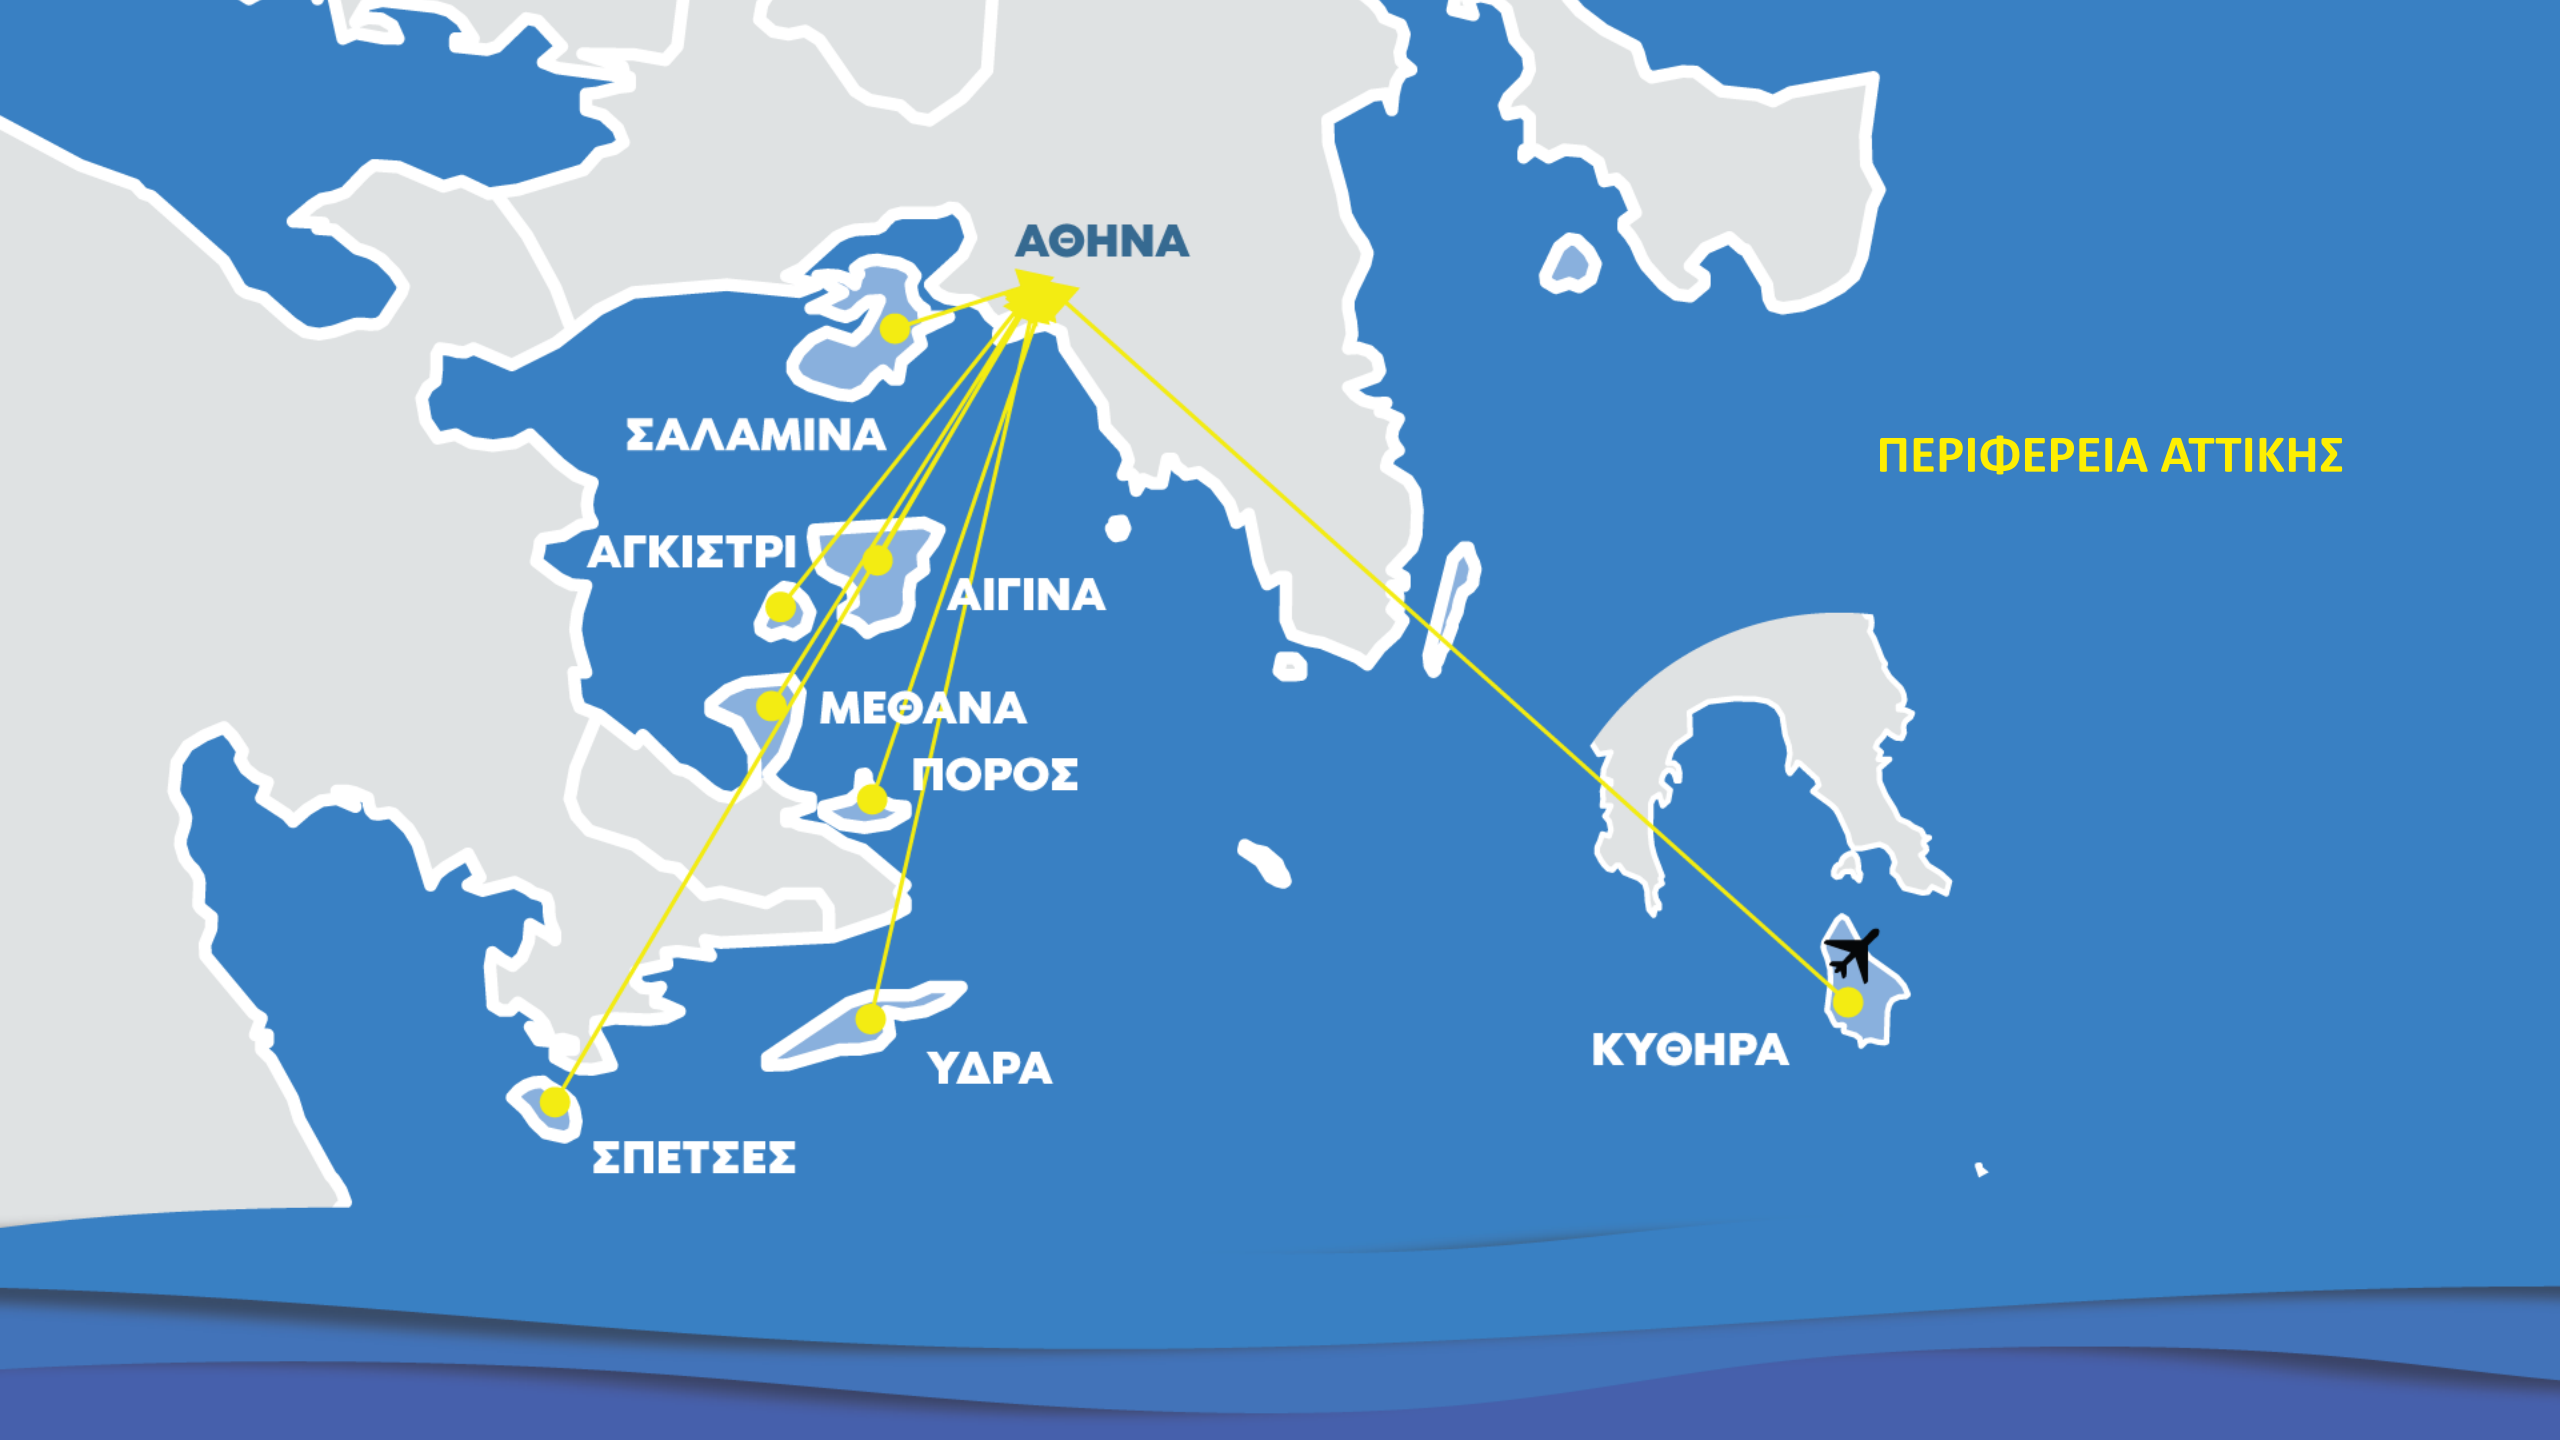 ΑΘΗΝΑ
ΣΑΛΑΜΙΝΑ
ΠΕΡΙΦΕΡΕΙΑ ΑΤΤΙΚΗΣ
ΑΓΚΙΣΤΡΙ
ΑΙΓΙΝΑ
ΜΕΘΑΝΑ
ΠΟΡΟΣ
ΚΥΘΗΡΑ
ΥΔΡΑ
ΣΠΕΤΣΕΣ